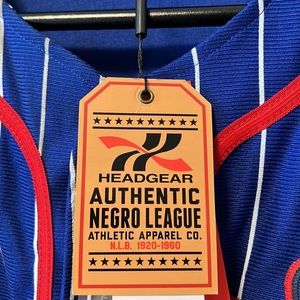 HEADGEAR
AUTHENTIC
NEGRO LEAGUE
ATHLETIC APPAREL CO.
N.L.B. 1920-1960